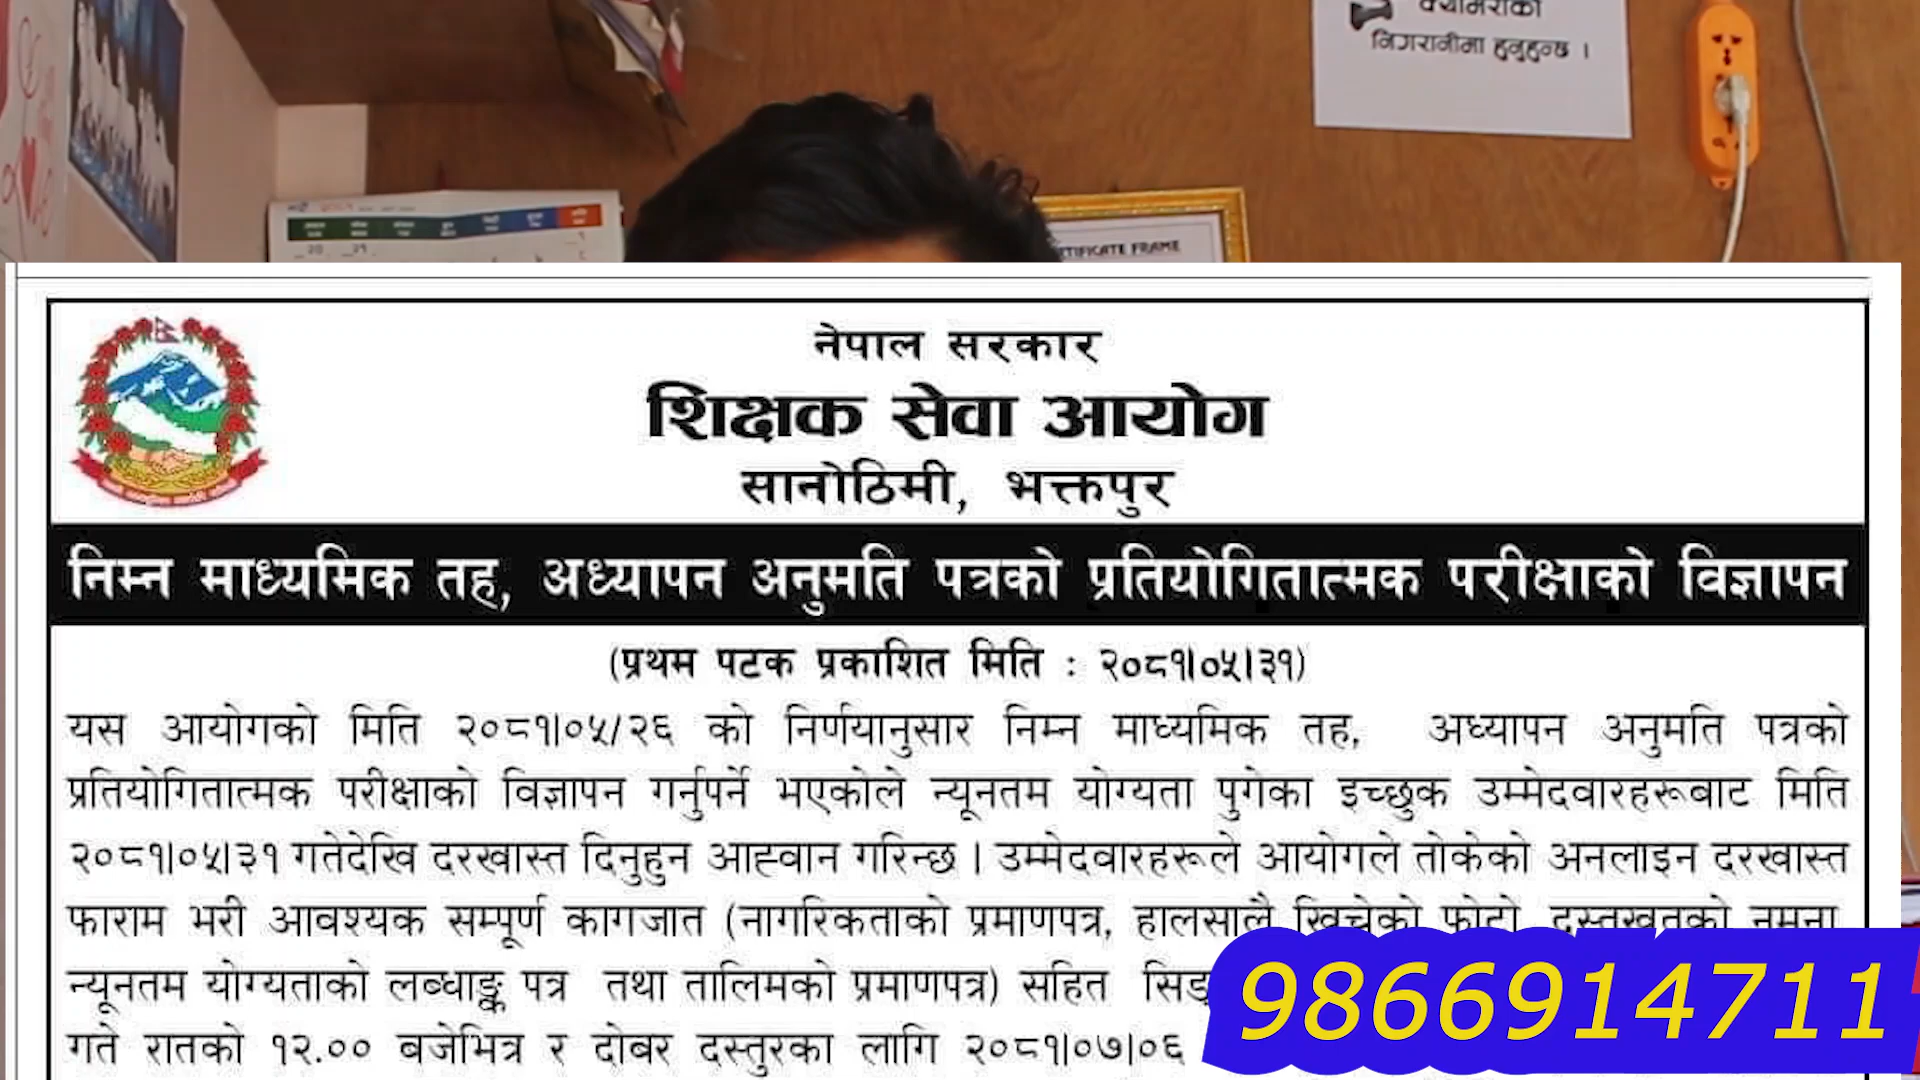 क्यामेराको
निगरानीमा हुनुहुन्छ ।
CERTIFICATE FRAME
नेपाल सरकार
शिक्षक सेवा आयोग
सानोठिमी, भक्तपुर
निम्न माध्यमिक तह, अध्यापन अनुमति पत्रको प्रतियोगितात्मक परीक्षाको विज्ञापन
(प्रथम पटक प्रकाशित मिति : २०८१।०५।३१)
यस आयोगको मिति २०८१।०५/२६ को निर्णयानुसार निम्न माध्यमिक तह, अध्यापन अनुमति पत्रको
प्रतियोगितात्मक परीक्षाको विज्ञापन गर्नुपर्ने भएकोले न्यूनतम योग्यता पुगेका इच्छुक उम्मेदवारहरूबाट मिति
२०८१।०५।३१ गतेदेखि दरखास्त दिनुहुन आह्वान गरिन्छ । उम्मेदवारहरूले आयोगले तोकेको अनलाइन दरखास्त
फाराम भरी आवश्यक सम्पूर्ण कागजात (नागरिकताको प्रमाणपत्र, हालसालै खिचेको फोटो, दस्तखतको नमुना,
न्यूनतम योग्यताको लब्धाङ्क पत्र तथा तालिमको प्रमाणपत्र) सहित
गते रातको १२.०० बजेभित्र र दोबर दस्तुरका लागि २०८१।०७।०६
9866914711